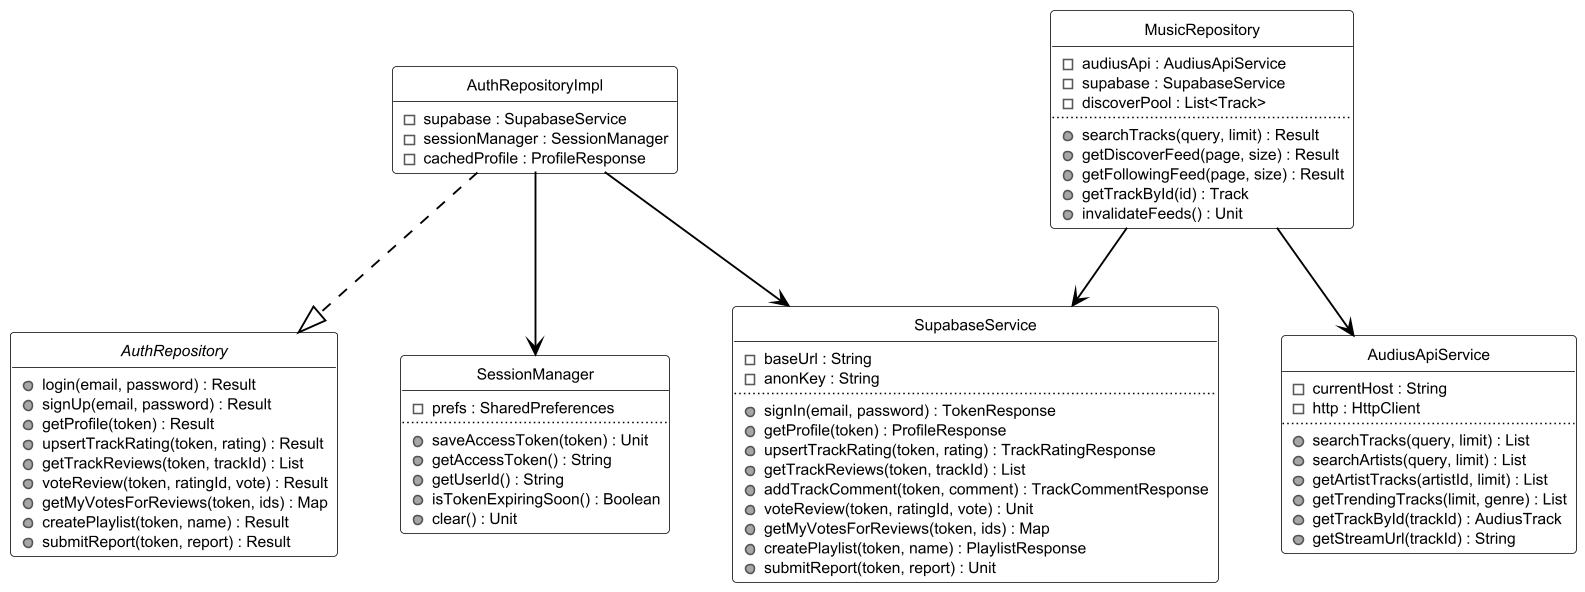 AuthRepositoryImpl
supabase : SupabaseService
sessionManager : SessionManager
cachedProfile : ProfileResponse
MusicRepository
audiusApi : AudiusApiService
supabase : SupabaseService
discoverPool : List<Track>
searchTracks(query, limit) : Result
getDiscoverFeed(page, size) : Result
getFollowingFeed(page, size) : Result
getTrackById(id) : Track
invalidateFeeds() : Unit
AuthRepository
login(email, password) : Result
signUp(email, password) : Result
getProfile(token) : Result
upsertTrackRating(token, rating) : Result
getTrackReviews(token, trackId) : List
voteReview(token, ratingId, vote) : Result
getMyVotesForReviews(token, ids) : Map
createPlaylist(token, name) : Result
submitReport(token, report) : Result
SessionManager
prefs : SharedPreferences
saveAccessToken(token) : Unit
getAccessToken() : String
getUserId() : String
isTokenExpiringSoon() : Boolean
clear() : Unit
SupabaseService
baseUrl : String
anonKey : String
signIn(email, password) : TokenResponse
getProfile(token) : ProfileResponse
upsertTrackRating(token, rating) : TrackRatingResponse
getTrackReviews(token, trackId) : List
addTrackComment(token, comment) : TrackCommentResponse
voteReview(token, ratingId, vote) : Unit
getMyVotesForReviews(token, ids) : Map
createPlaylist(token, name) : PlaylistResponse
submitReport(token, report) : Unit
AudiusApiService
currentHost : String
http : HttpClient
searchTracks(query, limit) : List
searchArtists(query, limit) : List
getArtistTracks(artistId, limit) : List
getTrendingTracks(limit, genre) : List
getTrackById(trackId) : AudiusTrack
getStreamUrl(trackId) : String